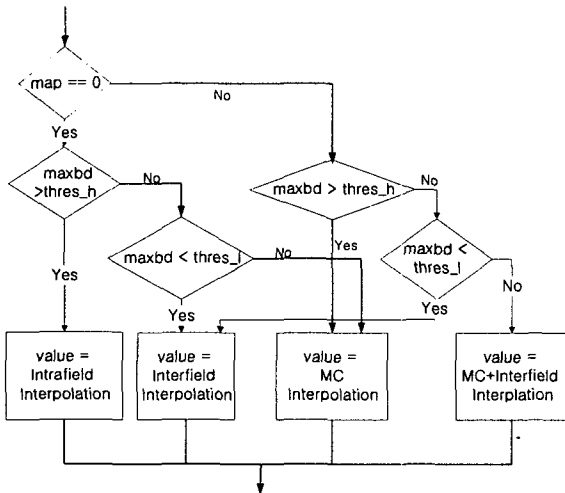 map == 0
No
Yes
maxbd
>thres_h
No
maxbd > thres_h
No
maxbd < thres_l
No
Yes
maxbd <
thres_l
Yes
Yes
Yes
No
value =
Intrafield
Interpolation
value =
Interfield
Interpolation
value =
MC
Interpolation
value =
MC+Interfield
Interplation